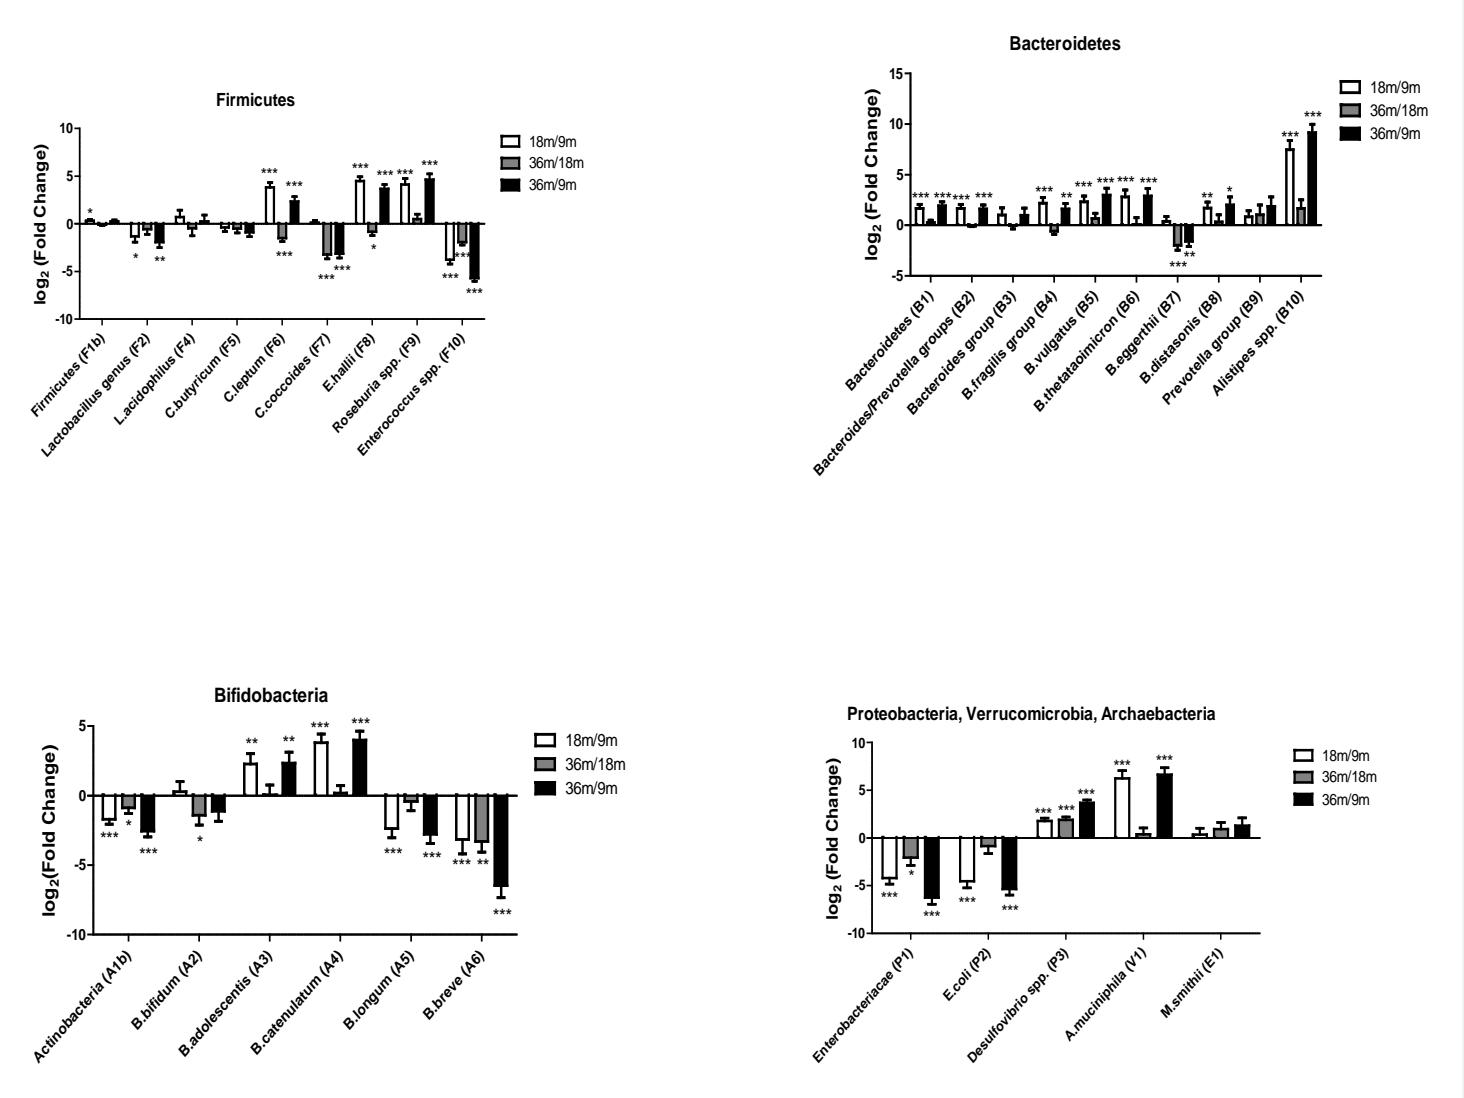 Firmicutes
log2 (Fold Change)
10
5
0
-5
-10
* * ** *** *** *** *** *** *** * *** *** *** *** *** ***
Firmicutes (F1b)
Lactobacillus genus (F2)
L.acidophilus (F4)
C.butyricum (F5)
C.leptum (F6)
C.coccoides (F7)
E.hallii (F8)
Roseburia spp. (F9)
Enterococcus spp. (F10)
18m/9m
36m/18m
36m/9m
Bacteroidetes
log2 (Fold Change)
15
10
5
0
-5
*** *** *** *** *** ** *** *** *** *** *** ** ** * *** ***
Bacteroidetes (B1)
Bacteroides/Prevotella groups (B2)
Bacteroides group (B3)
B.fragilis group (B4)
B.vulgatus (B5)
B.thetataoimicron (B6)
B.eggerthii (B7)
B.distasonis (B8)
Prevotella group (B9)
Alistipes spp. (B10)
18m/9m
36m/18m
36m/9m
Bifidobacteria
log2(Fold Change)
5
0
-5
-10
*** * *** * ** ** *** *** *** *** *** ** ***
Actinobacteria (A1b)
B.bifidum (A2)
B.adolescentis (A3)
B.catenulatum (A4)
B.longum (A5)
B.breve (A6)
18m/9m
36m/18m
36m/9m
Proteobacteria, Verrucomicrobia, Archaebacteria
log2 (Fold Change)
10
5
0
-5
-10
*** * *** *** *** *** *** *** *** ***
Enterobacteriacae (P1)
E.coli (P2)
Desulfovibrio spp. (P3)
A.muciniphila (V1)
M.smithii (E1)
18m/9m
36m/18m
36m/9m